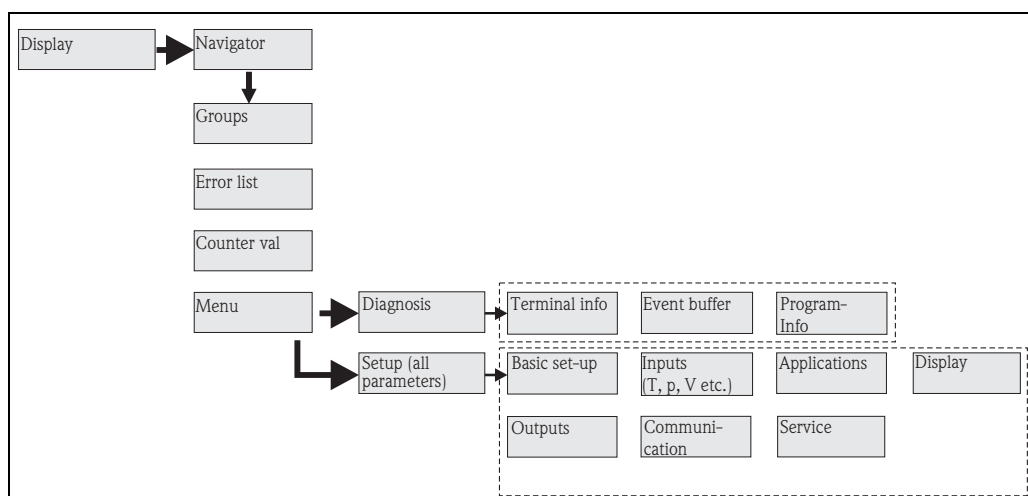 Display
Navigator
Groups
Error list
Counter val
Menu
Diagnosis
Terminal info
Event buffer
Program-
Info
Setup (all
parameters)
Basic set-up
Inputs
(T, p, V etc.)
Applications
Display
Outputs
Communi-
cation
Service